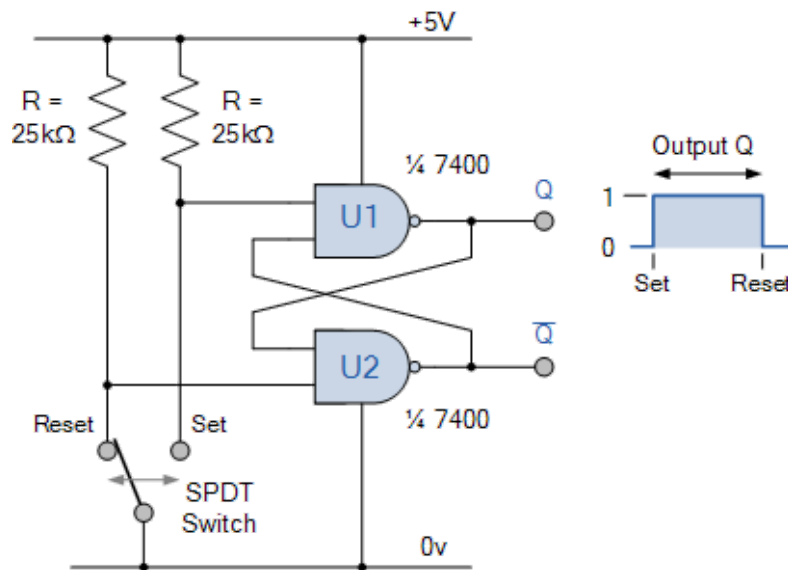 +5V
R =
25kΩ
R =
25kΩ
¼ 7400
Q
U1
Output Q
1
0
Set
Reset
Q̅
U2
¼ 7400
Reset
Set
SPDT
Switch
0v